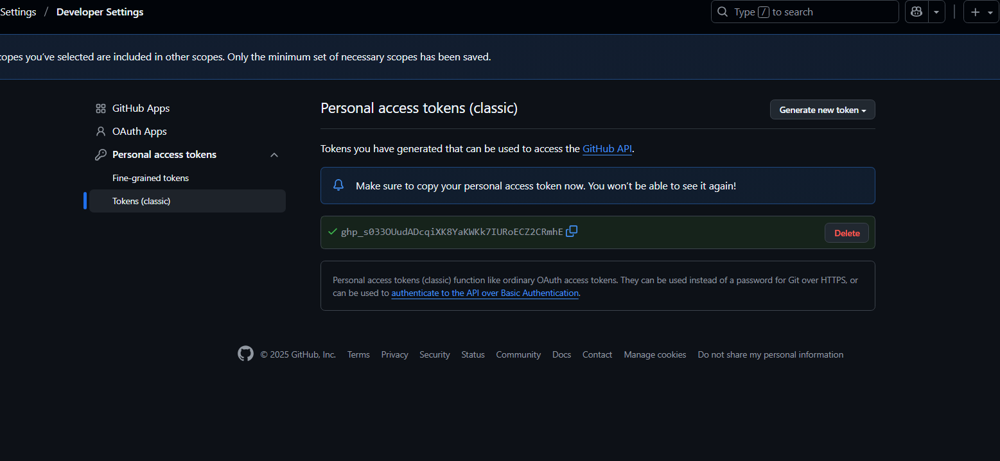 Settings / Developer Settings
Type / to search
copes you've selected are included in other scopes. Only the minimum set of necessary scopes has been saved.
GitHub Apps
OAuth Apps
Personal access tokens
Fine-grained tokens
Tokens (classic)
Personal access tokens (classic)
Generate new token
Tokens you have generated that can be used to access the GitHub API.
Make sure to copy your personal access token now. You won't be able to see it again!
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
Delete
Personal access tokens (classic) function like ordinary OAuth access tokens. They can be used instead of a password for Git over HTTPS, or
can be used to authenticate to the API over Basic Authentication.
© 2025 GitHub, Inc. Terms Privacy Security Status Community Docs Contact Manage cookies Do not share my personal information